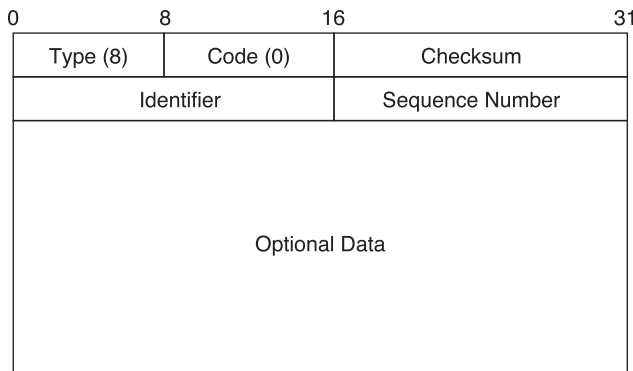 0 8 16 31
Type (8) Code (0) Checksum
Identifier Sequence Number
Optional Data